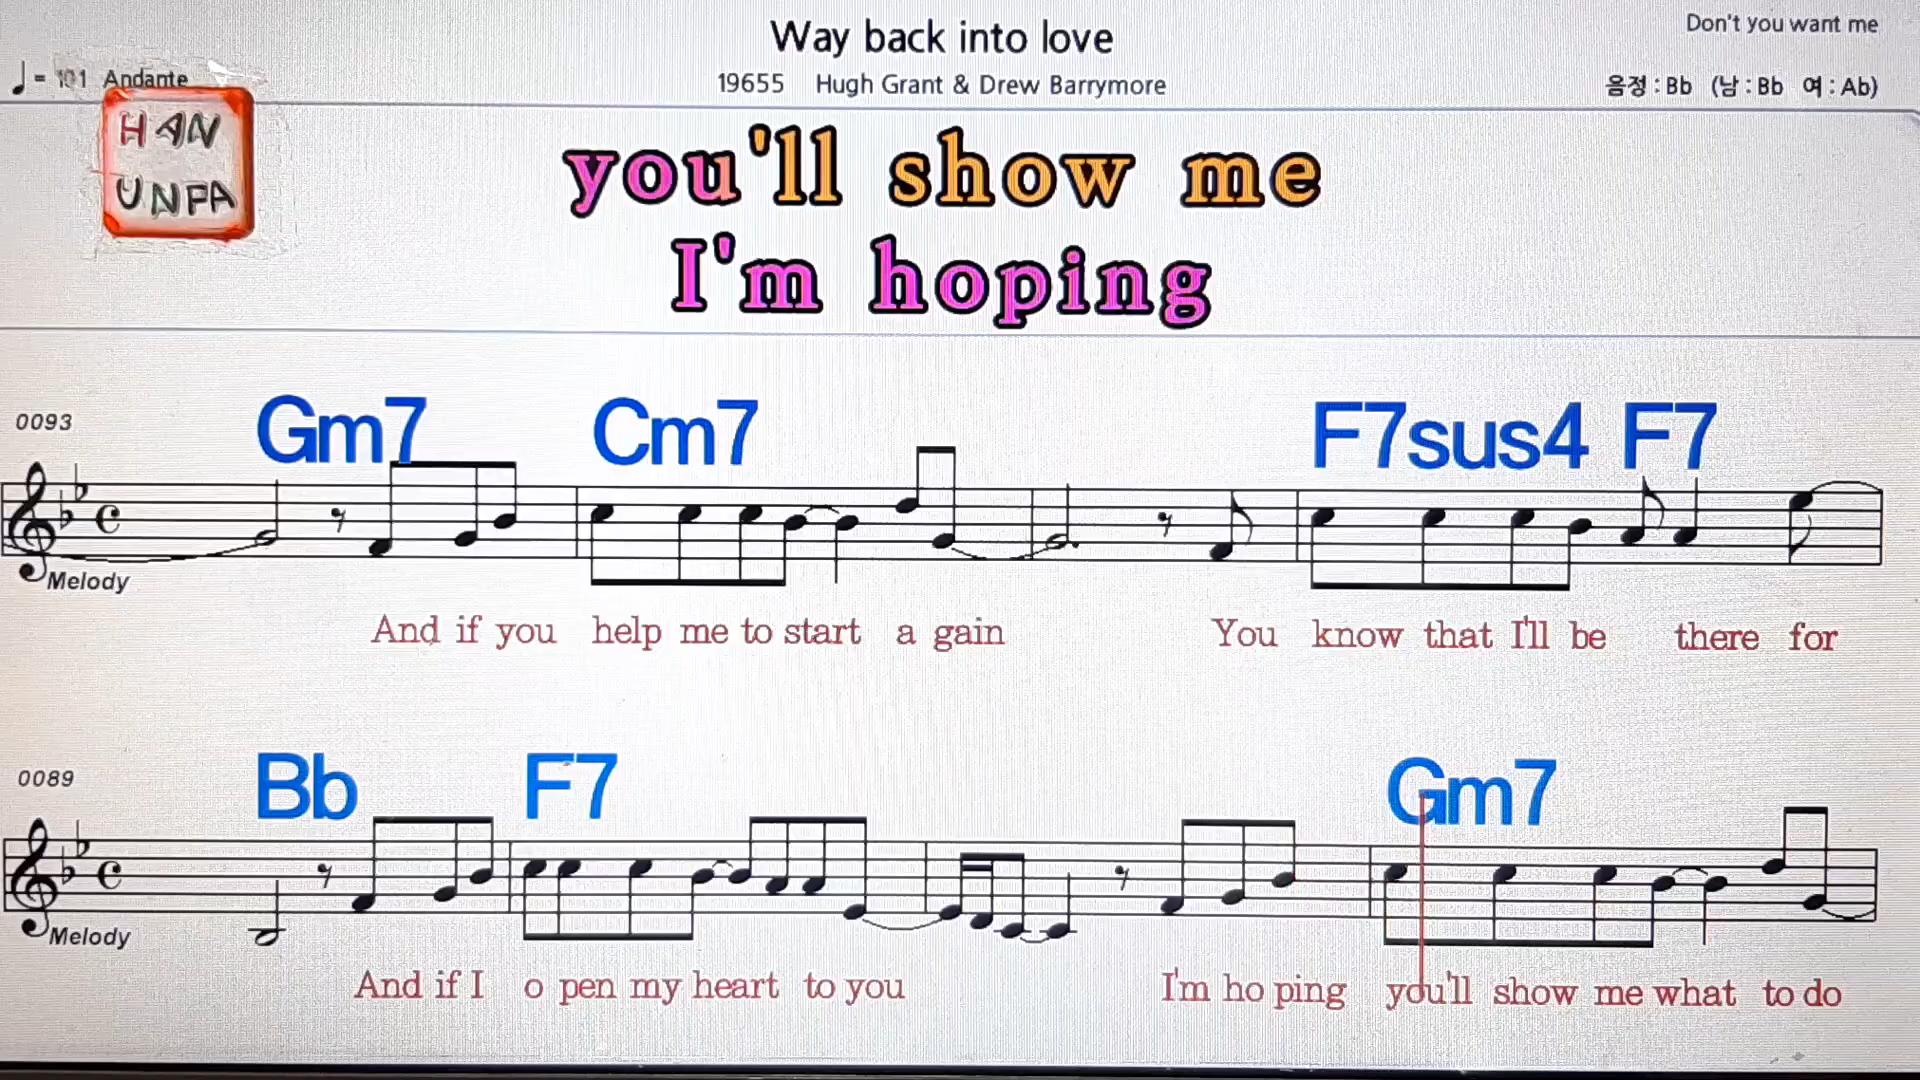 Way back into love
Don't you want me
= 101 Andante
19655 Hugh Grant & Drew Barrymore
음정 : Bb (남 : Bb 여 : Ab)
HAN
UNPA
you'll show me
I'm hoping
0093
Gm7 Cm7 F7sus4 F7
Melody
And if you help me to start a gain You know that I'll be there for
0089
Bb F7 Gm7
Melody
And if I o pen my heart to you I'm ho ping you'll show me what to do